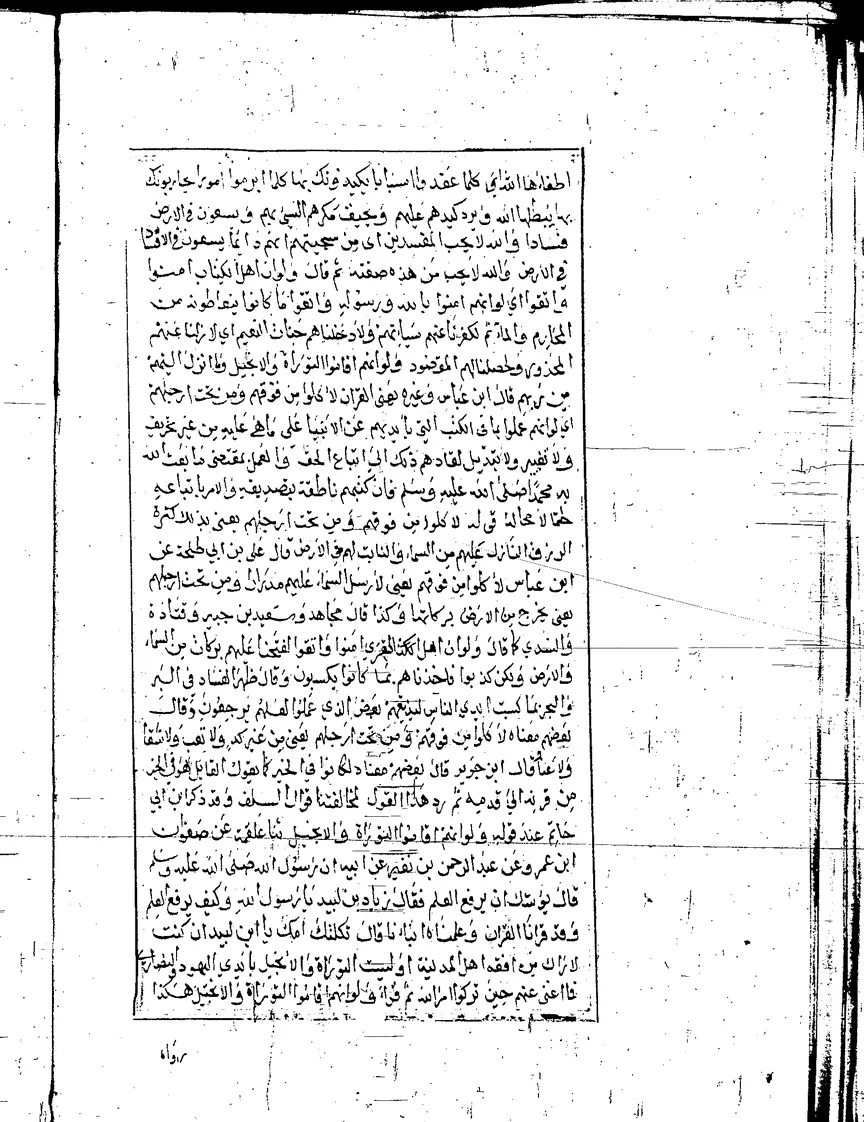 اطفاءها الله اي كلما عقدوا اسبابا يكيدونك بها كلما ابرموا امورا يحاربونك
بها يبطلها الله ويرد كيدهم عليهم ويحيق مكرهم السيئ بهم ويسعون في الارض
فسادا والله لا يحب المفسدين اى من سجيتهم انهم دائما يسعون في الافساد
في الارض والله لا يحب من هذه صفته ثم قال ولو ان اهل الكتاب امنوا
واتقوا اي لو انهم امنوا بالله ورسوله واتقوا ما كانوا يتعاطونه من
المحارم والمآثم لكفرنا عنهم سيآتهم ولادخلناهم جنات النعيم اي لازلنا عنهم
المحذور ولحصلنا لهم المقصود ولو انهم اقاموا التوراة والانجيل وما انزل اليهم
من ربهم قال ابن عباس وغيره يعني القران لاكلوا من فوقهم ومن تحت ارجلهم
اي لو انهم عملوا بما في الكتب التي بايديهم عن الانبيا على ما هي عليه من غير تحريف
ولا تغيير ولا تبديل لقادهم ذلك الى اتباع الحق والعمل بمقتضى ما بعث الله
به محمدا صلى الله عليه وسلم فان كتبهم ناطقة بتصديقه والامر باتباعه
حتما لا محالة قوله لاكلوا من فوقهم ومن تحت ارجلهم يعني بذلك كثرة
الرزق النازل عليهم من السماء والنابت لهم في الارض قال على بن ابي طلحة عن
ابن عباس لاكلوا من فوقهم يعني لارسل السماء عليهم مدرارا ومن تحت ارجلهم
يعني يخرج من الارض بركاتها وكذا قال مجاهد وسعيد بن جبير وقتادة
والسدي كما قال ولو ان اهل القرى امنوا واتقوا لفتحنا عليهم بركات من السماء
والارض ولكن كذبوا فاخذناهم بما كانوا يكسبون وقال ظهر الفساد في البر
والبحر بما كسبت ايدي الناس ليذيقهم بعض الذي عملوا لعلهم يرجعون وقال
بعضهم معناه لاكلوا من فوقهم ومن تحت ارجلهم يعني من غير كد ولا تعب ولا شقا
ولا عنا وقال ابن جرير قال بعضهم معناه لكانوا في الخير كما يقول القائل هو في الخير
من قرنه الى قدمه ثم رد هذا القول لمخالفته اقوال السلف وقد ذكر ابن ابي
حاتم عند قوله ولو انهم اقاموا التوراة والانجيل ثنا علقمة عن صفوان
ابن عمرو عن عبد الرحمن بن نفير عن ابيه ان رسول الله صلى الله عليه وسلم
قال يوشك ان يرفع العلم فقال زياد بن لبيد يا رسول الله وكيف يرفع العلم
وقد قرانا القران وعلمناه ابناءنا قال ثكلتك امك يا ابن لبيد ان كنت
لاراك من افقه اهل المدينة اوليست التوراة والانجيل بايدي اليهود والنصارى
فما اغنى عنهم حين تركوا امر الله ثم قرا ولو انهم اقاموا التوراة والانجيل هكذا
رواه